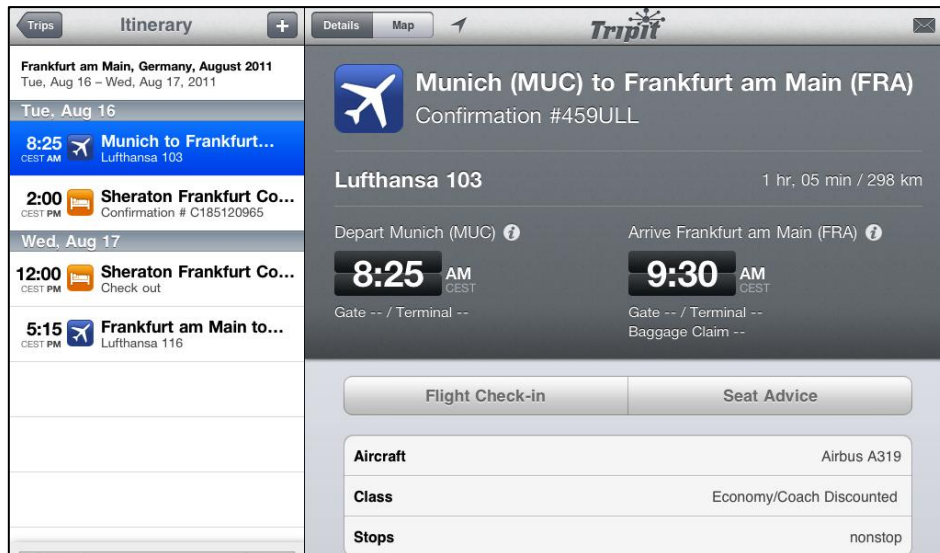 Trips
Itinerary
+
Frankfurt am Main, Germany, August 2011
Tue, Aug 16 – Wed, Aug 17, 2011
Tue, Aug 16
8:25 Munich to Frankfurt...
CEST AM Lufthansa 103
2:00 Sheraton Frankfurt Co...
CEST PM Confirmation # C185120965
Wed, Aug 17
12:00 Sheraton Frankfurt Co...
CEST PM Check out
5:15 Frankfurt am Main to...
CEST PM Lufthansa 116
Details Map
TripIt
Munich (MUC) to Frankfurt am Main (FRA)
Confirmation #459ULL
Lufthansa 103 1 hr, 05 min / 298 km
Depart Munich (MUC) i
8:25 AM
CEST
Gate -- / Terminal --
Arrive Frankfurt am Main (FRA) i
9:30 AM
CEST
Gate -- / Terminal --
Baggage Claim --
Flight Check-in Seat Advice
Aircraft Airbus A319
Class Economy/Coach Discounted
Stops nonstop